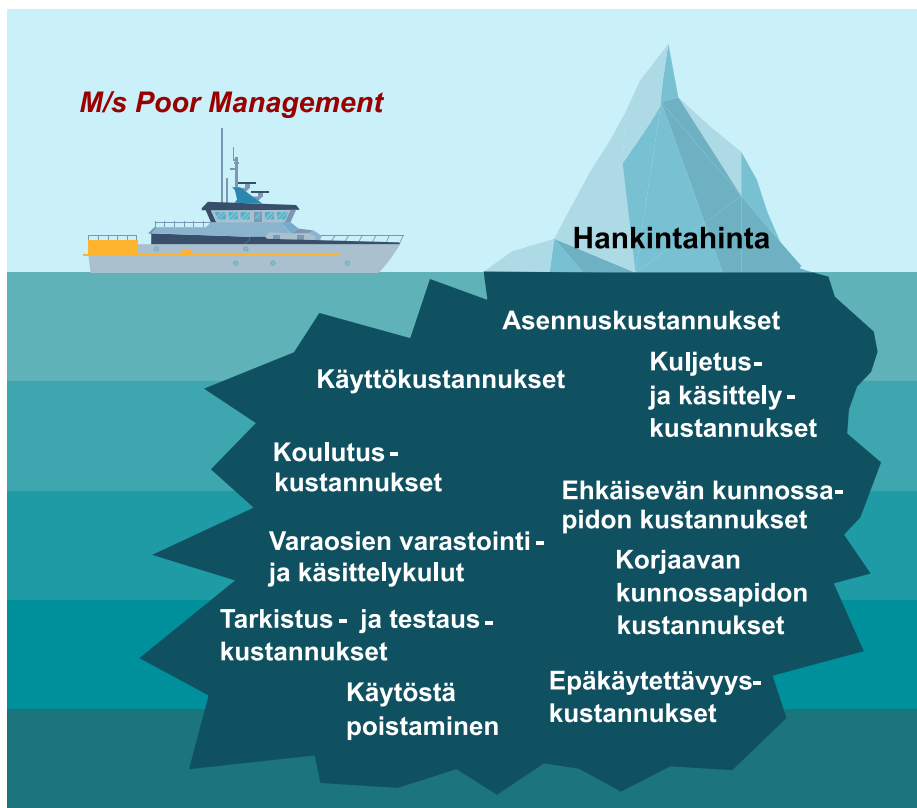 M/s Poor Management
Hankintahinta
Asennuskustannukset
Käyttökustannukset
Kuljetus-
ja käsittely-
kustannukset
Koulutus-
kustannukset
Ehkäisevän kunnossa-
pidon kustannukset
Varaosien varastointi-
ja käsittelykulut
Korjaavan
kunnossapidon
kustannukset
Tarkistus- ja testaus-
kustannukset
Käytöstä
poistaminen
Epäkäytettävyys-
kustannukset